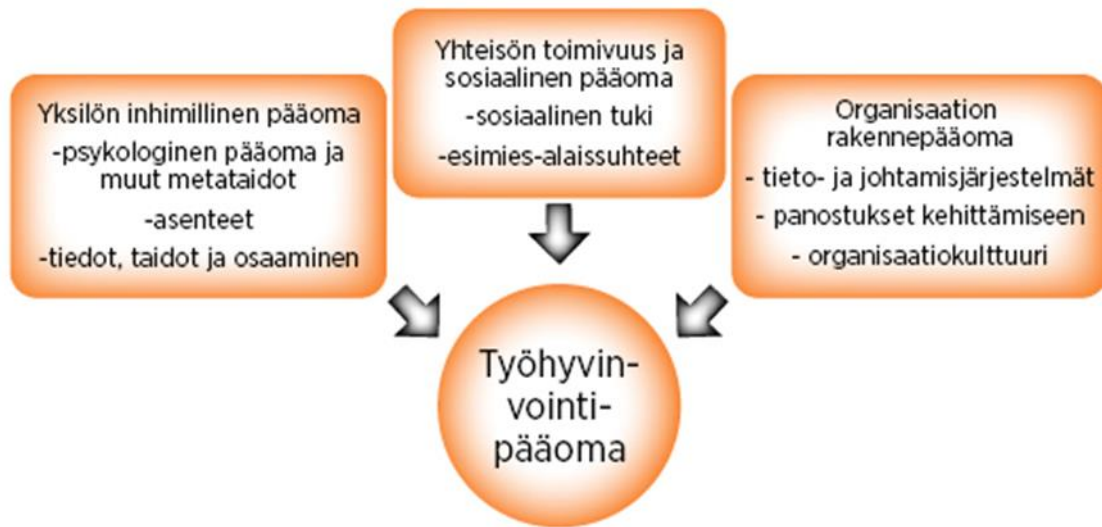 Yksilön inhimillinen pääoma
-psykologinen pääoma ja
muut metataidot
-asenteet
-tiedot, taidot ja osaaminen
Yhteisön toimivuus ja
sosiaalinen pääoma
-sosiaalinen tuki
-esimies-alaissuhteet
Organisaation
rakennepääoma
- tieto- ja johtamisjärjestelmät
- panostukset kehittämiseen
- organisaatiokulttuuri
Työhyvin-
vointi-
pääoma